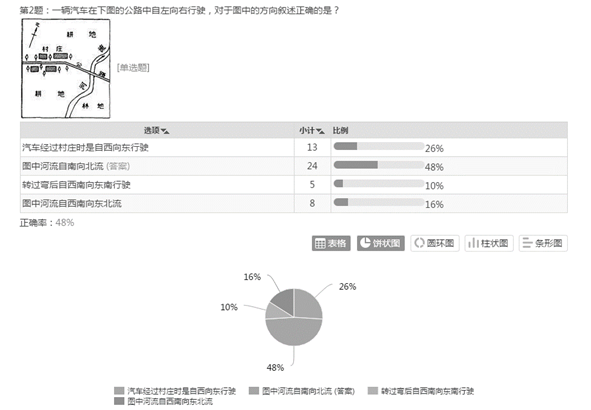 第2题：一辆汽车在下图的公路中自左向右行驶，对于图中的方向叙述正确的是？
耕 地
村 庄
公
路
河
耕 地
林 地
[单选题]
选项 小计 比例
汽车经过村庄时是自西向东行驶 13 26%
图中河流自南向北流 (答案) 24 48%
转过弯后自西南向东南行驶 5 10%
图中河流自西南向东北流 8 16%
正确率：48%
表格 饼状图 圆环图 柱状图 条形图
16%
26%
10%
48%
汽车经过村庄时是自西向东行驶 图中河流自南向北流 (答案) 转过弯后自西南向东南行驶
图中河流自西南向东北流